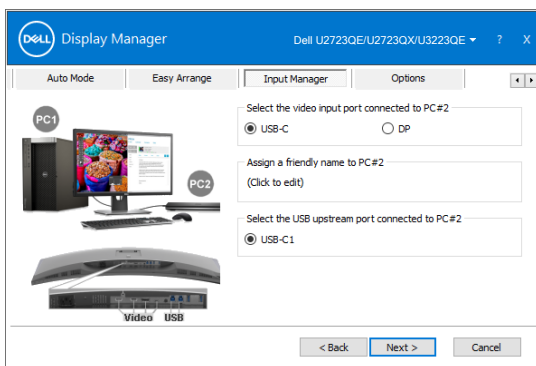 DELL Display Manager
Dell U2723QE/U2723QX/U3223QE ? X
Auto Mode Easy Arrange Input Manager Options
Select the video input port connected to PC#2
USB-C DP
PC1
Assign a friendly name to PC#2
(Click to edit)
PC2
Select the USB upstream port connected to PC#2
USB-C1
Video USB
< Back Next > Cancel